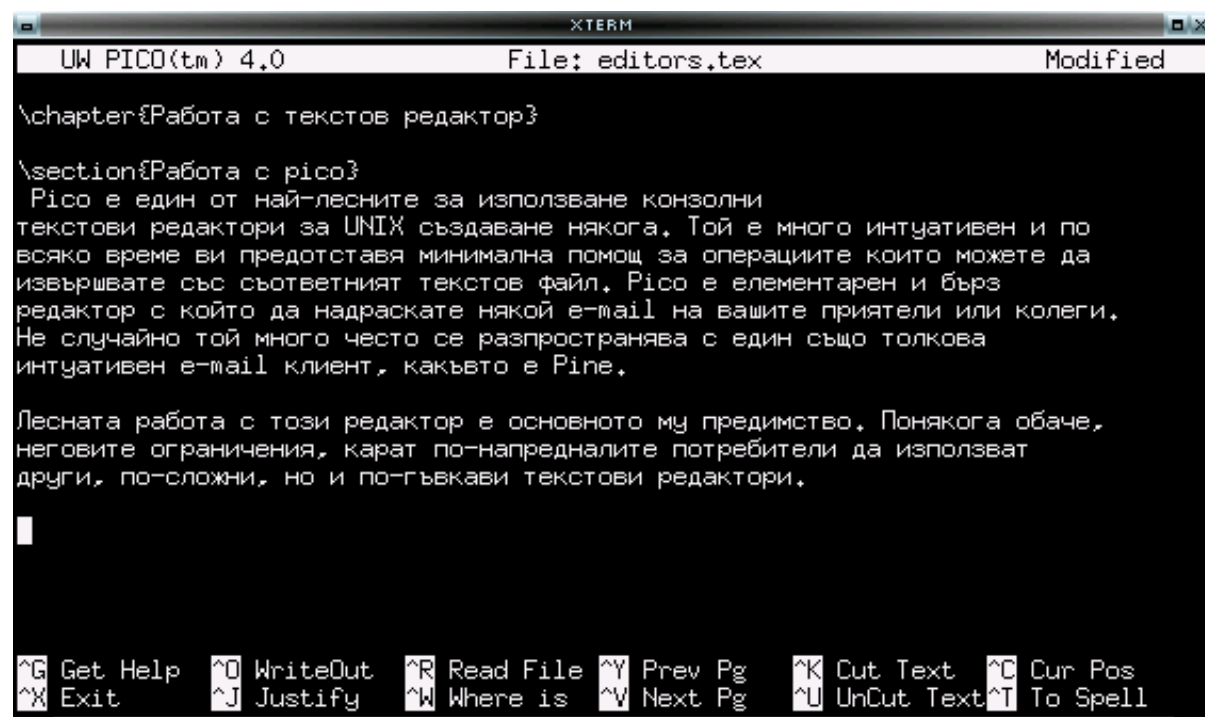 XTERM
UW PICO(tm) 4.0 File: editors.tex Modified
\chapter{Работа с текстов редактор}
\section{Работа с pico}
Pico е един от най-лесните за използване конзолни
текстови редактори за UNIX създаване някога. Той е много интуативен и по
всяко време ви предотставя минимална помощ за операциите които можете да
извършвате със съответният текстов файл. Pico е елементарен и бърз
редактор с който да надраскате някой e-mail на вашите приятели или колеги.
Не случайно той много често се разпространява с един също толкова
интуативен e-mail клиент, какъвто е Pine.
Лесната работа с този редактор е основното му предимство. Понякога обаче,
неговите ограничения, карат по-напредналите потребители да използват
други, по-сложни, но и по-гъвкави текстови редактори.
^G Get Help ^O WriteOut ^R Read File ^Y Prev Pg ^K Cut Text ^C Cur Pos
^X Exit ^J Justify ^W Where is ^V Next Pg ^U UnCut Text ^T To Spell